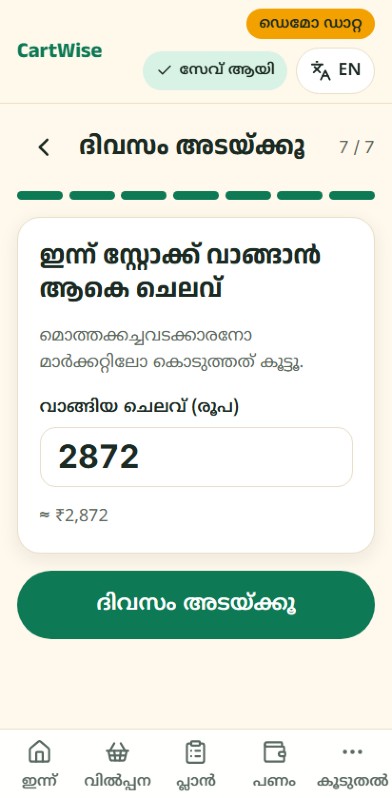 ഡെമോ ഡാറ്റ
CartWise
സേവ് ആയി
EN
ദിവസം അടയ്ക്കൂ
7 / 7
ഇന്ന് സ്റ്റോക്ക് വാങ്ങാൻ
ആകെ ചെലവ്
മൊത്തക്കച്ചവടക്കാരനോ
മാർക്കറ്റിലോ കൊടുത്തത് കൂട്ടൂ.
വാങ്ങിയ ചെലവ് (രൂപ)
2872
≈ ₹2,872
ദിവസം അടയ്ക്കൂ
ഇന്ന്
വിൽപ്പന
പ്ലാൻ
പണം
കൂടുതൽ